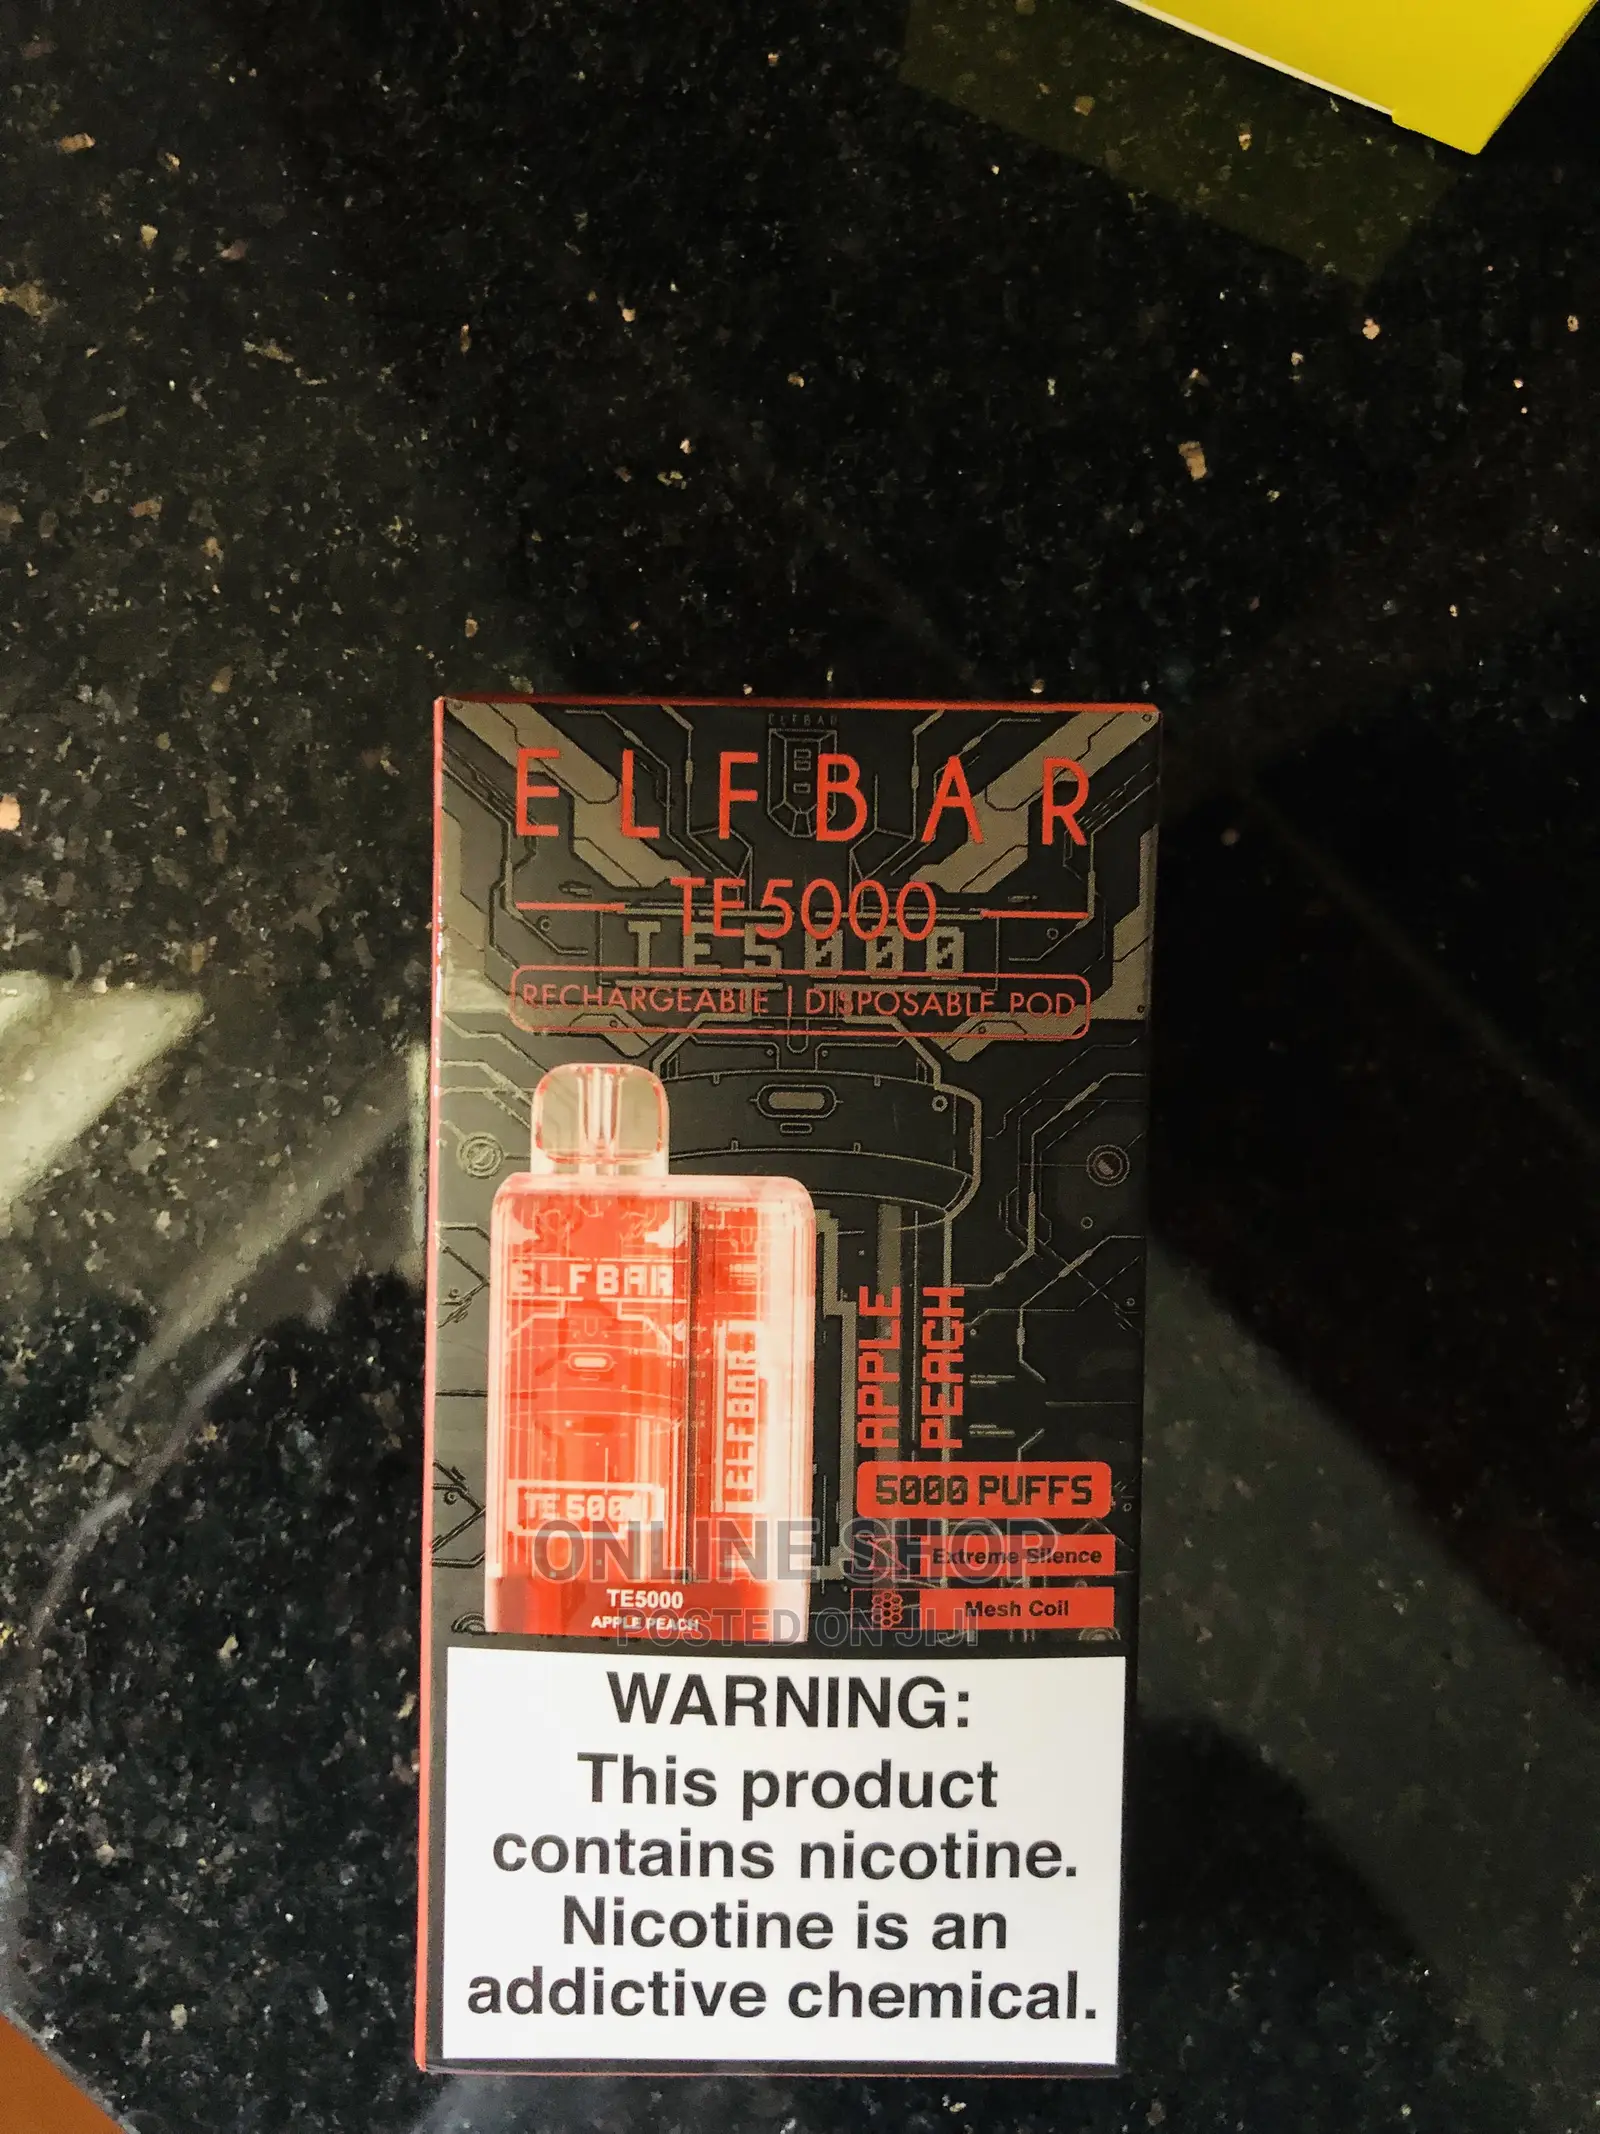 ELFBAR
ELFBAR
TE5000
TE5000
RECHARGEABLE | DISPOSABLE POD
ELFBAR
ELFBAR
TE5000
APPLE
PEACH
5000 PUFFS
Extreme Silence
Mesh Coil
TE5000
APPLE PEACH
ONLINE SHOP
POSTED ON JIJI
WARNING:
This product
contains nicotine.
Nicotine is an
addictive chemical.